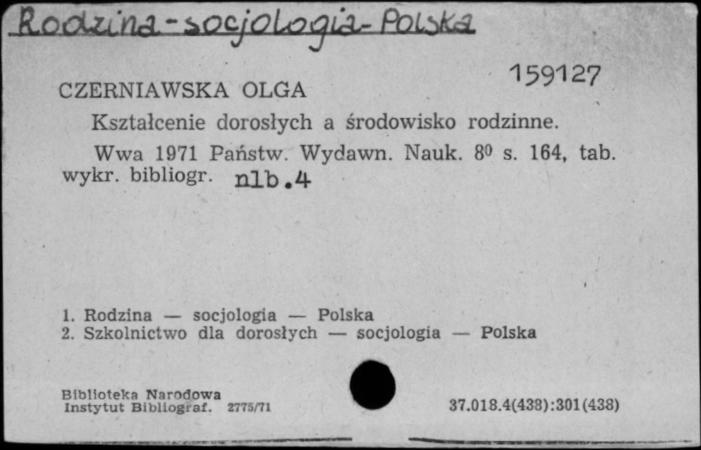 Rodzina - socjologia - Polska
159127
CZERNIAWSKA OLGA
Kształcenie dorosłych a środowisko rodzinne.
Wwa 1971 Państw. Wydawn. Nauk. 8⁰ s. 164, tab.
wykr. bibliogr. nlb.4
1. Rodzina — socjologia — Polska
2. Szkolnictwo dla dorosłych — socjologia — Polska
Biblioteka Narodowa
Instytut Bibliograf. 2775/71
37.018.4(438):301(438)